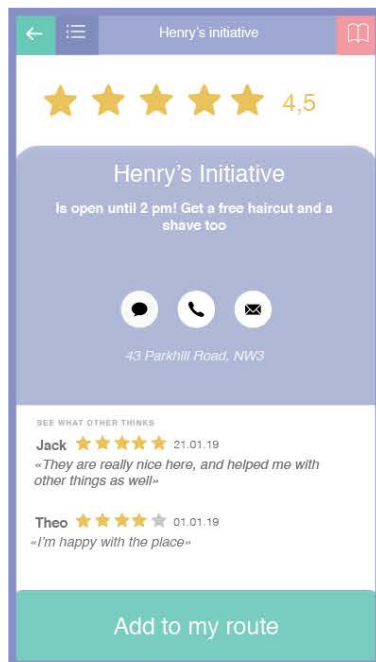 Henry's initiative
4,5
Henry's Initiative
Is open until 2 pm! Get a free haircut and a
shave too
43 Parkhill Road, NW3
SEE WHAT OTHER THINKS
Jack 21.01.19
«They are really nice here, and helped me with
other things as well»
Theo 01.01.19
«I'm happy with the place»
Add to my route